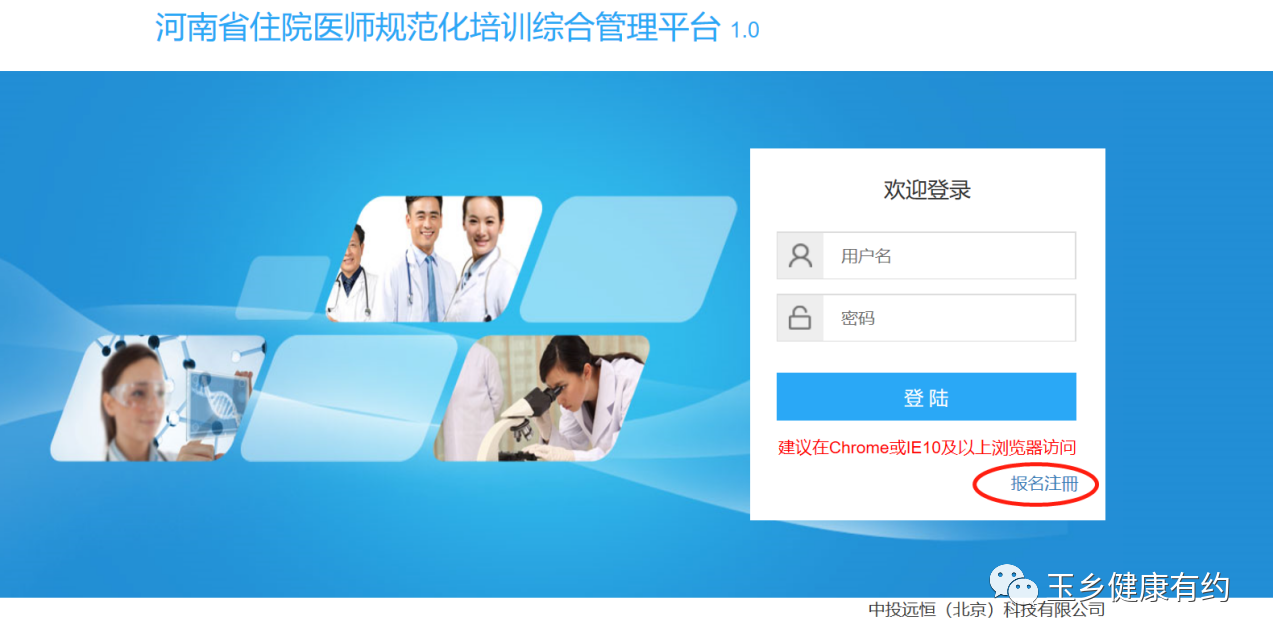 河南省住院医师规范化培训综合管理平台 1.0
欢迎登录
用户名
密码
登 陆
建议在Chrome或IE10及以上浏览器访问
报名注册
玉乡健康有约
中投远恒（北京）科技有限公司